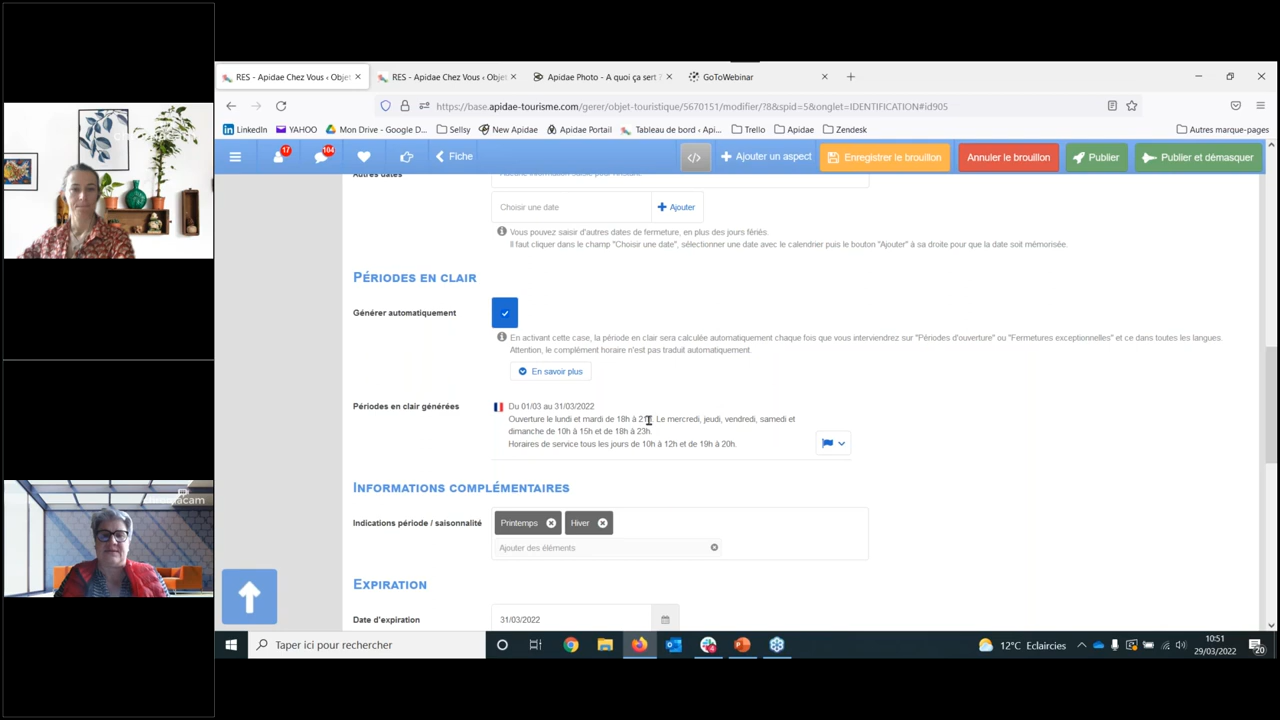 RES - Apidae Chez Vous ‹ Objet
RES - Apidae Chez Vous ‹ Objet
Apidae Photo - A quoi ça sert ?
GoToWebinar
https://base.apidae-tourisme.com/gerer/objet-touristique/5670151/modifier/?8&spid=5&onglet=IDENTIFICATION#id905
LinkedIn YAHOO Mon Drive - Google D... Sellsy New Apidae Apidae Portail Tableau de bord ‹ Api... Trello Apidae Zendesk Autres marque-pages
17 104 Fiche </> Ajouter un aspect Enregistrer le brouillon Annuler le brouillon Publier Publier et démasquer
Autres dates
Choisir une date Ajouter
Vous pouvez saisir d'autres dates de fermeture, en plus des jours fériés.
Il faut cliquer dans le champ "Choisir une date", sélectionner une date avec le calendrier puis le bouton "Ajouter" à sa droite pour que la date soit mémorisée.
Périodes en clair
Générer automatiquement
En activant cette case, la période en clair sera calculée automatiquement chaque fois que vous interviendrez sur "Périodes d'ouverture" ou "Fermetures exceptionnelles" et ce dans toutes les langues.
Attention, le complément horaire n'est pas traduit automatiquement.
En savoir plus
Périodes en clair générées Du 01/03 au 31/03/2022
Ouverture le lundi et mardi de 18h à Le mercredi, jeudi, vendredi, samedi et
dimanche de 10h à 15h et de 18h à 23h.
Horaires de service tous les jours de 10h à 12h et de 19h à 20h.
Informations complémentaires
Indications période / saisonnalité Printemps Hiver
Ajouter des éléments
Expiration
Date d'expiration 31/03/2022
Taper ici pour rechercher
12°C Eclaircies
10:51
29/03/2022
20